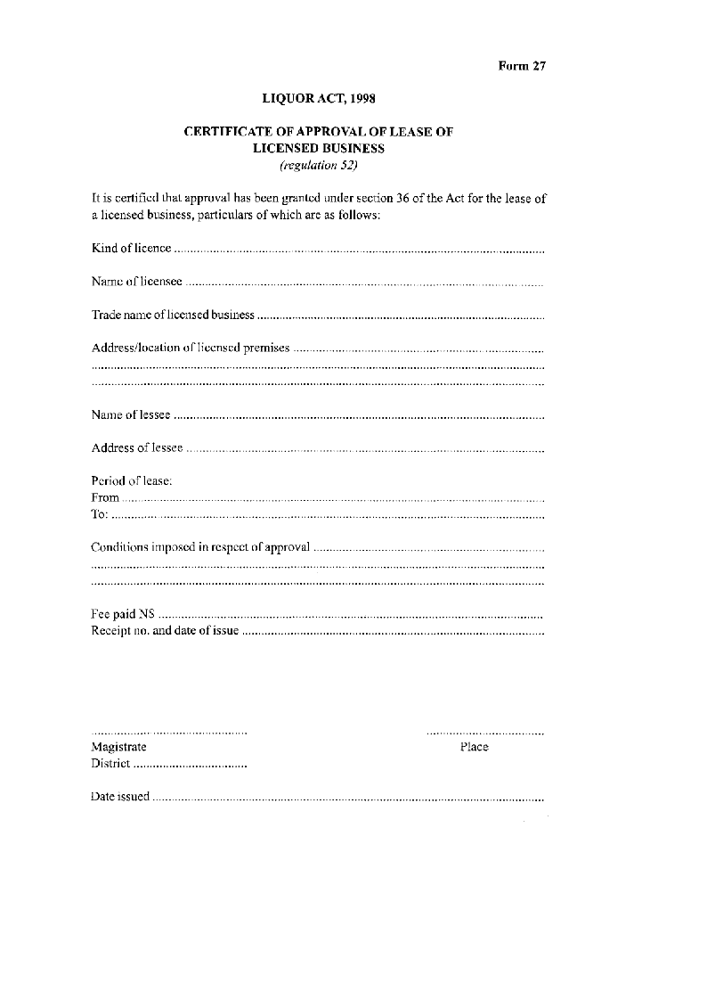 Form 27
LIQUOR ACT, 1998
CERTIFICATE OF APPROVAL OF LEASE OF
LICENSED BUSINESS
(regulation 52)
It is certified that approval has been granted under section 36 of the Act for the lease of
a licensed business, particulars of which are as follows:
Kind of licence ..........
Name of licensee ..........
Trade name of licensed business ..........
Address/location of licensed premises ..........
..........
..........
Name of lessee ..........
Address of lessee ..........
Period of lease:
From ..........
To: ..........
Conditions imposed in respect of approval ..........
..........
..........
Fee paid N$ ..........
Receipt no. and date of issue ..........
.......... ..........
Magistrate Place
District ..........
Date issued ..........